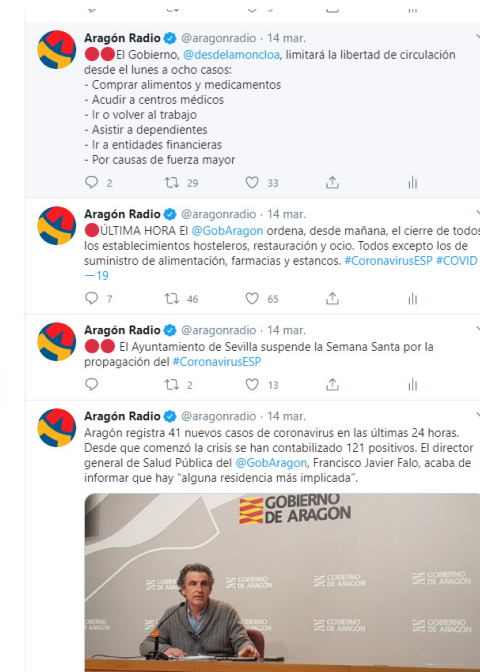 Aragón Radio @aragonradio · 14 mar.
El Gobierno, @desdelamoncloa, limitará la libertad de circulación
desde el lunes a ocho casos:
- Comprar alimentos y medicamentos
- Acudir a centros médicos
- Ir o volver al trabajo
- Asistir a dependientes
- Ir a entidades financieras
- Por causas de fuerza mayor
2 29 33
Aragón Radio @aragonradio · 14 mar.
ÚLTIMA HORA El @GobAragon ordena, desde mañana, el cierre de todos
los establecimientos hosteleros, restauración y ocio. Todos excepto los de
suministro de alimentación, farmacias y estancos. #CoronavirusESP #COVID
—19
7 46 65
Aragón Radio @aragonradio · 14 mar.
El Ayuntamiento de Sevilla suspende la Semana Santa por la
propagación del #CoronavirusESP
2 13
Aragón Radio @aragonradio · 14 mar.
Aragón registra 41 nuevos casos de coronavirus en las últimas 24 horas.
Desde que comenzó la crisis se han contabilizado 121 positivos. El director
general de Salud Pública del @GobAragon, Francisco Javier Falo, acaba de
informar que hay “alguna residencia más implicada”.
GOBIERNO
DE ARAGON
GOBIERNO
DE ARAGON
GOBIERNO
DE ARAGON
GOBIERNO
DE ARAGON
GOBIERNO
DE ARAGON
GOBIERNO
DE ARAGON